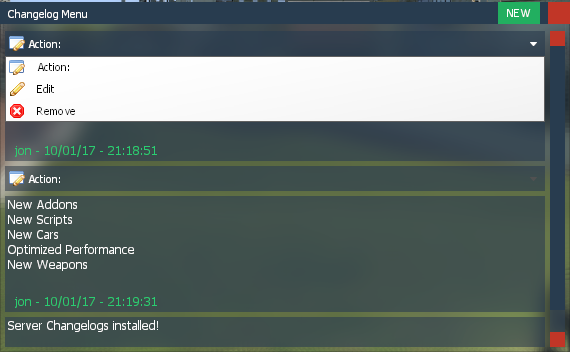 Changelog Menu
NEW
Action:
Action:
Edit
Remove
jon - 10/01/17 - 21:18:51
Action:
New Addons
New Scripts
New Cars
Optimized Performance
New Weapons
jon - 10/01/17 - 21:19:31
Server Changelogs installed!